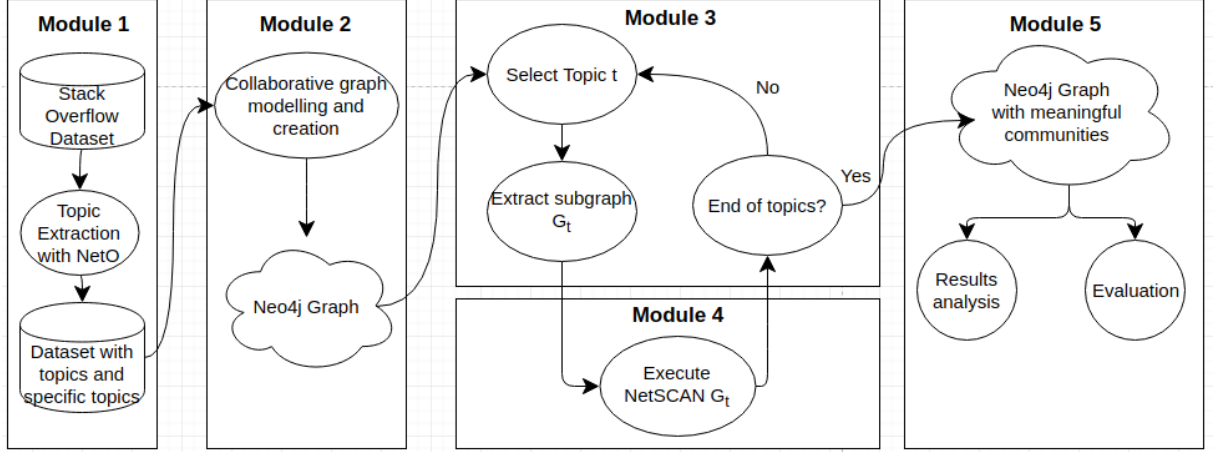 Module 1
Stack
Overflow
Dataset
Topic
Extraction
with NetO
Dataset with
topics and
specific topics
Module 2
Collaborative graph
modelling and
creation
Neo4j Graph
Module 3
Select Topic t
Extract subgraph
Gt
No
End of topics?
Yes
Module 4
Execute
NetSCAN Gt
Module 5
Neo4j Graph
with meaningful
communities
Results
analysis
Evaluation